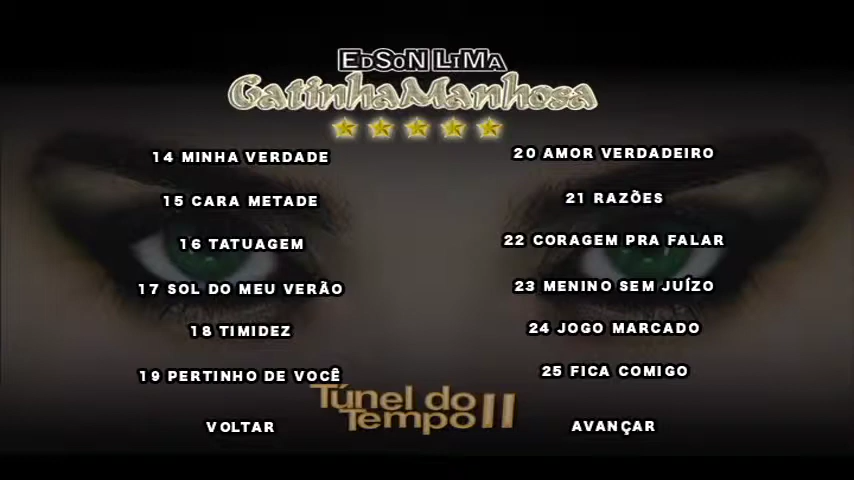 EDSON LIMA
Gatinha Manhosa
14 MINHA VERDADE
15 CARA METADE
16 TATUAGEM
17 SOL DO MEU VERÃO
18 TIMIDEZ
19 PERTINHO DE VOCÊ
VOLTAR
20 AMOR VERDADEIRO
21 RAZÕES
22 CORAGEM PRA FALAR
23 MENINO SEM JUÍZO
24 JOGO MARCADO
25 FICA COMIGO
AVANÇAR
Túnel do
Tempo II